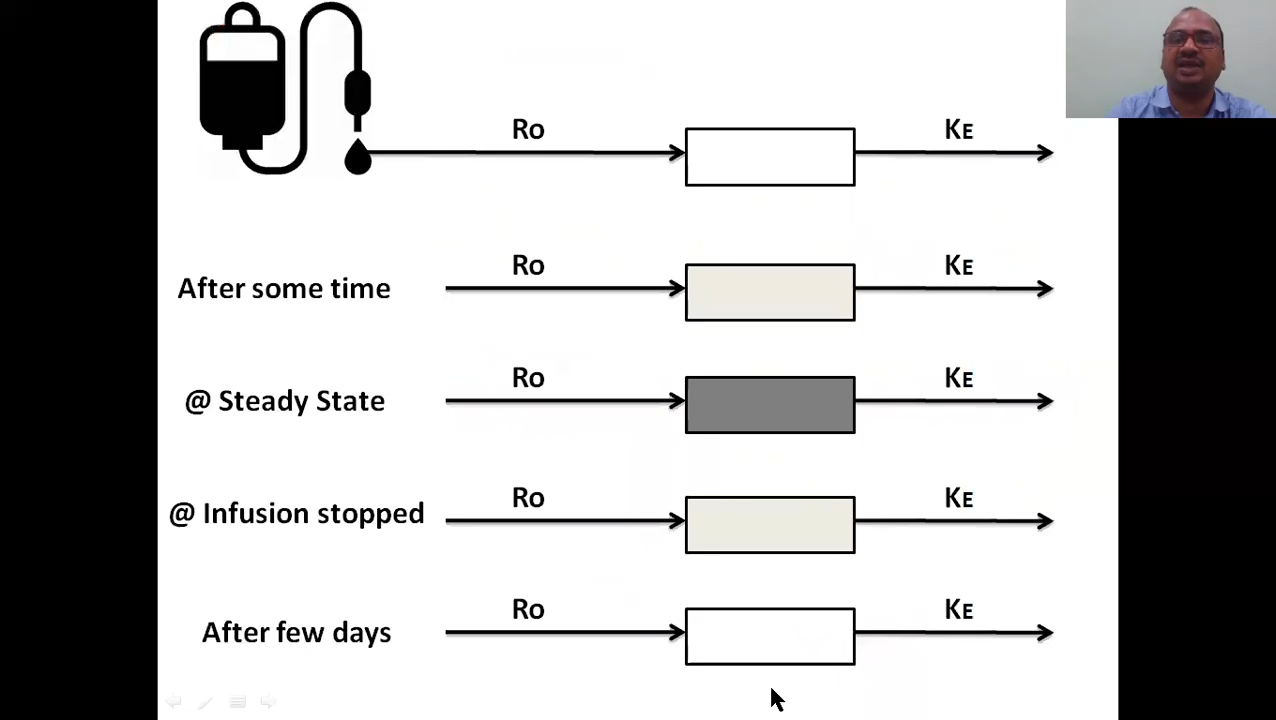 Ro KE
After some time Ro KE
@ Steady State Ro KE
@ Infusion stopped Ro KE
After few days Ro KE